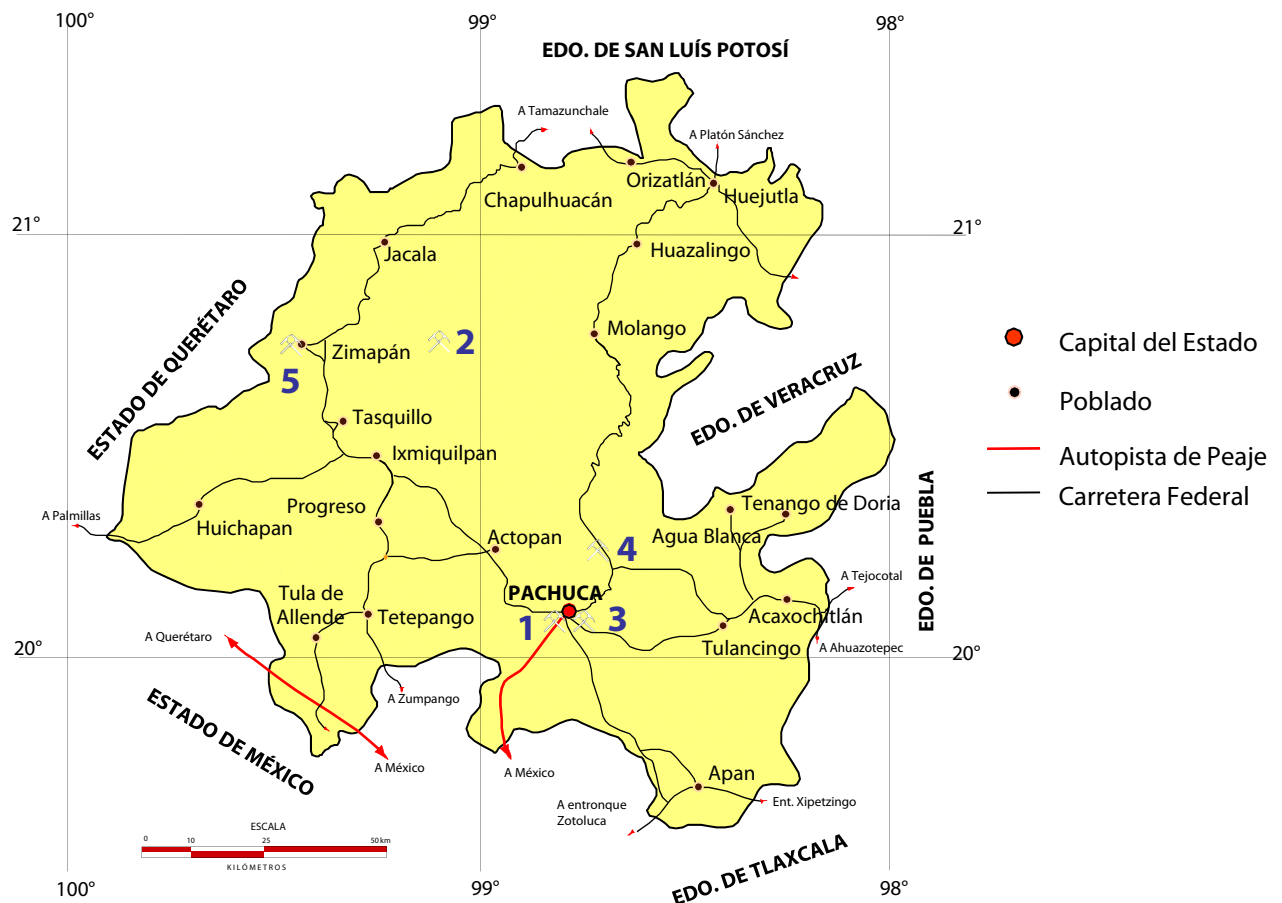 100°
99°
98°
EDO. DE SAN LUÍS POTOSÍ
A Tamazunchale
A Platón Sánchez
Orizatlán
Huejutla
Chapulhuacán
21°
21°
Jacala
Huazalingo
ESTADO DE QUERÉTARO
Molango
2
Zimapán
5
Capital del Estado
EDO. DE VERACRUZ
Poblado
Tasquillo
Ixmiquilpan
Autopista de Peaje
Carretera Federal
EDO. DE PUEBLA
Tenango de Doria
Progreso
A Palmillas
Huichapan
Agua Blanca
Actopan
4
A Tejocotal
PACHUCA
Tula de
Allende
Tetepango
1
3
Acaxochitlán
A Querétaro
Tulancingo
A Ahuazotepec
20°
20°
A Zumpango
ESTADO DE MÉXICO
A México
A México
Apan
A entronque
Zotoluca
Ent. Xipetzingo
ESCALA
0 10 25 50 km
KILÓMETROS
EDO. DE TLAXCALA
100°
99°
98°